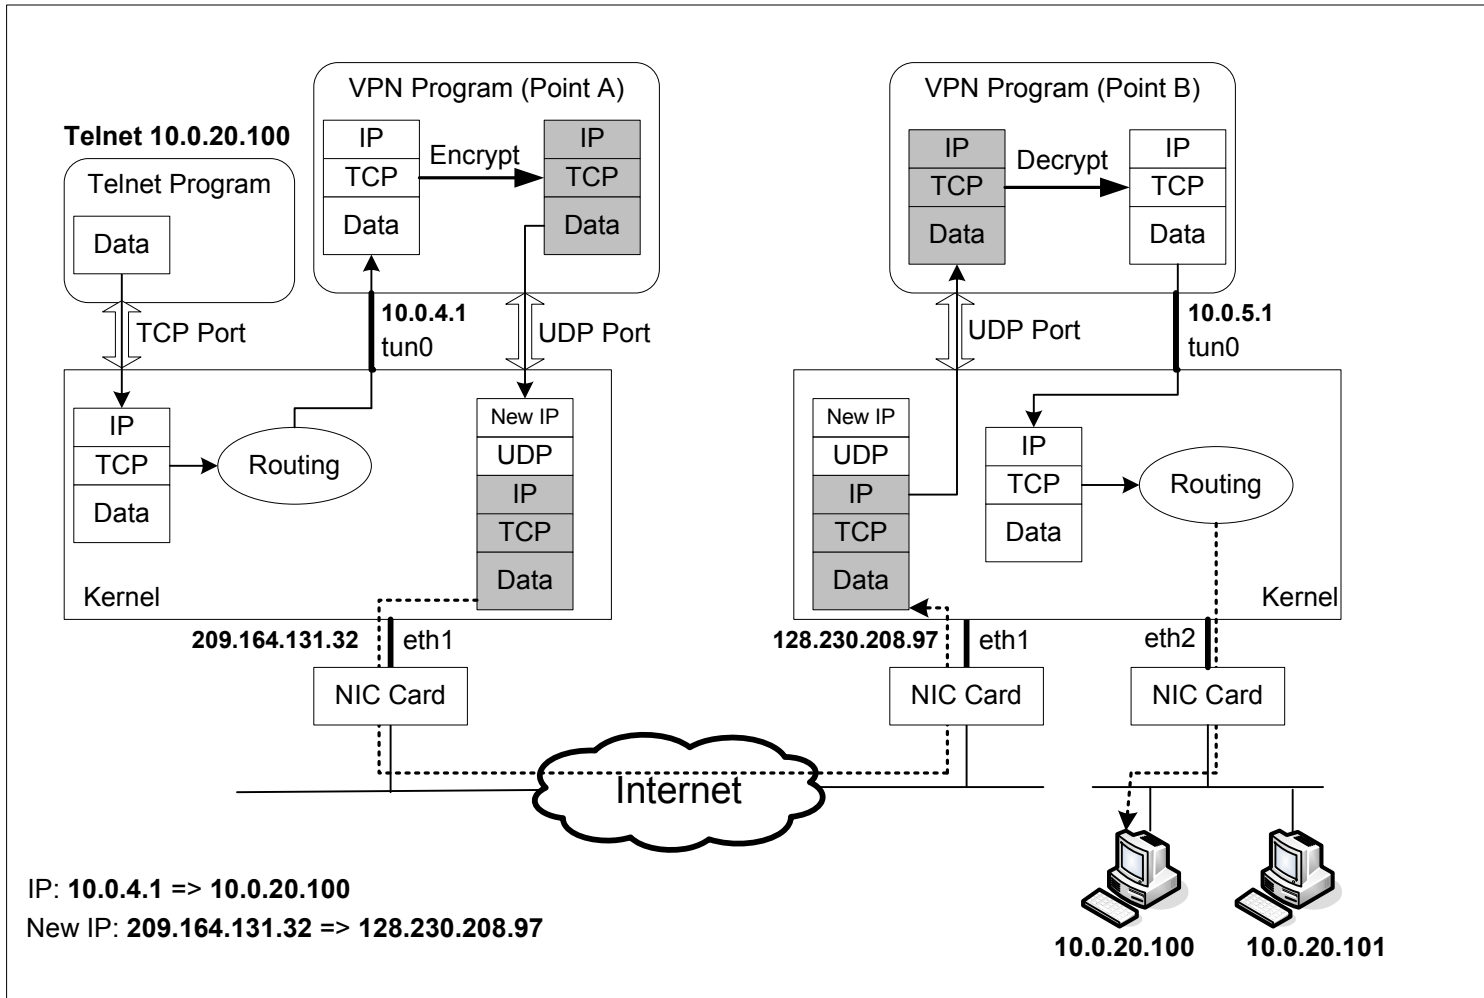 VPN Program (Point A)
IP
TCP
Data
Encrypt
IP
TCP
Data
Telnet 10.0.20.100
Telnet Program
Data
TCP Port
10.0.4.1
tun0
UDP Port
IP
TCP
Data
Routing
New IP
UDP
IP
TCP
Data
Kernel
209.164.131.32
eth1
NIC Card
VPN Program (Point B)
IP
TCP
Data
Decrypt
IP
TCP
Data
UDP Port
10.0.5.1
tun0
New IP
UDP
IP
TCP
Data
IP
TCP
Data
Routing
Kernel
128.230.208.97
eth1
eth2
NIC Card
NIC Card
Internet
10.0.20.100
10.0.20.101
IP: 10.0.4.1 => 10.0.20.100
New IP: 209.164.131.32 => 128.230.208.97